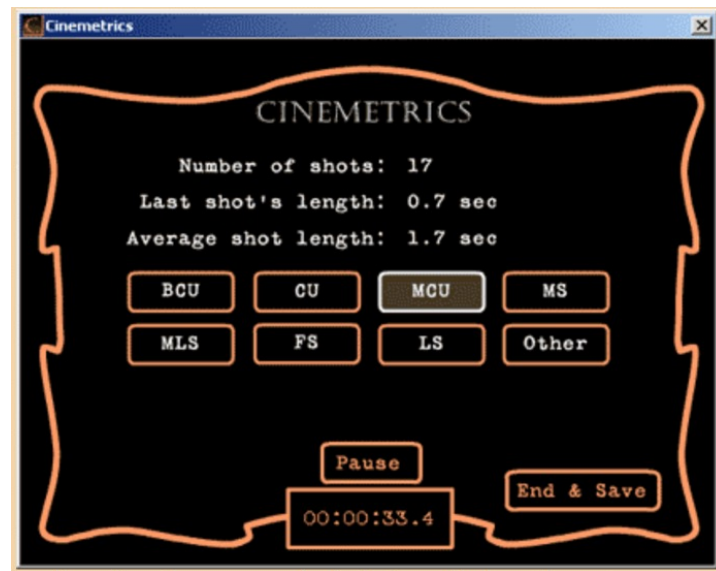 Cinemetrics
CINEMETRICS
Number of shots: 17
Last shot's length: 0.7 sec
Average shot length: 1.7 sec
BCU CU MCU MS
MLS FS LS Other
Pause
End & Save
00:00:33.4